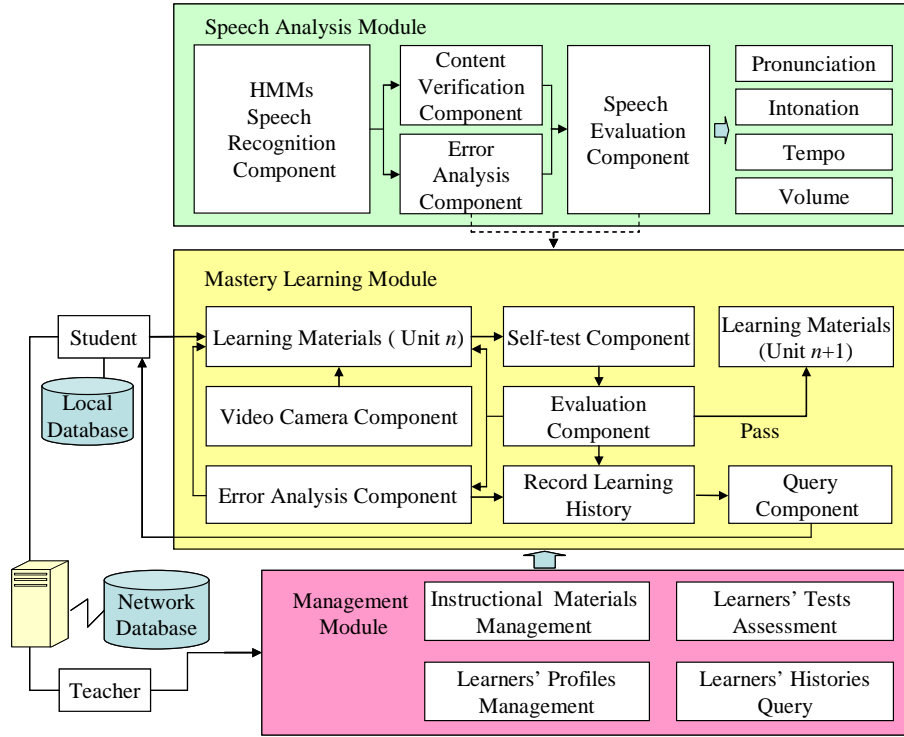 Speech Analysis Module
HMMs
Speech
Recognition
Component
Content
Verification
Component
Error
Analysis
Component
Speech
Evaluation
Component
Pronunciation
Intonation
Tempo
Volume
Mastery Learning Module
Student
Local
Database
Learning Materials ( Unit n)
Self-test Component
Learning Materials
(Unit n+1)
Video Camera Component
Evaluation
Component
Pass
Error Analysis Component
Record Learning
History
Query
Component
Network
Database
Teacher
Management
Module
Instructional Materials
Management
Learners’ Tests
Assessment
Learners’ Profiles
Management
Learners’ Histories
Query